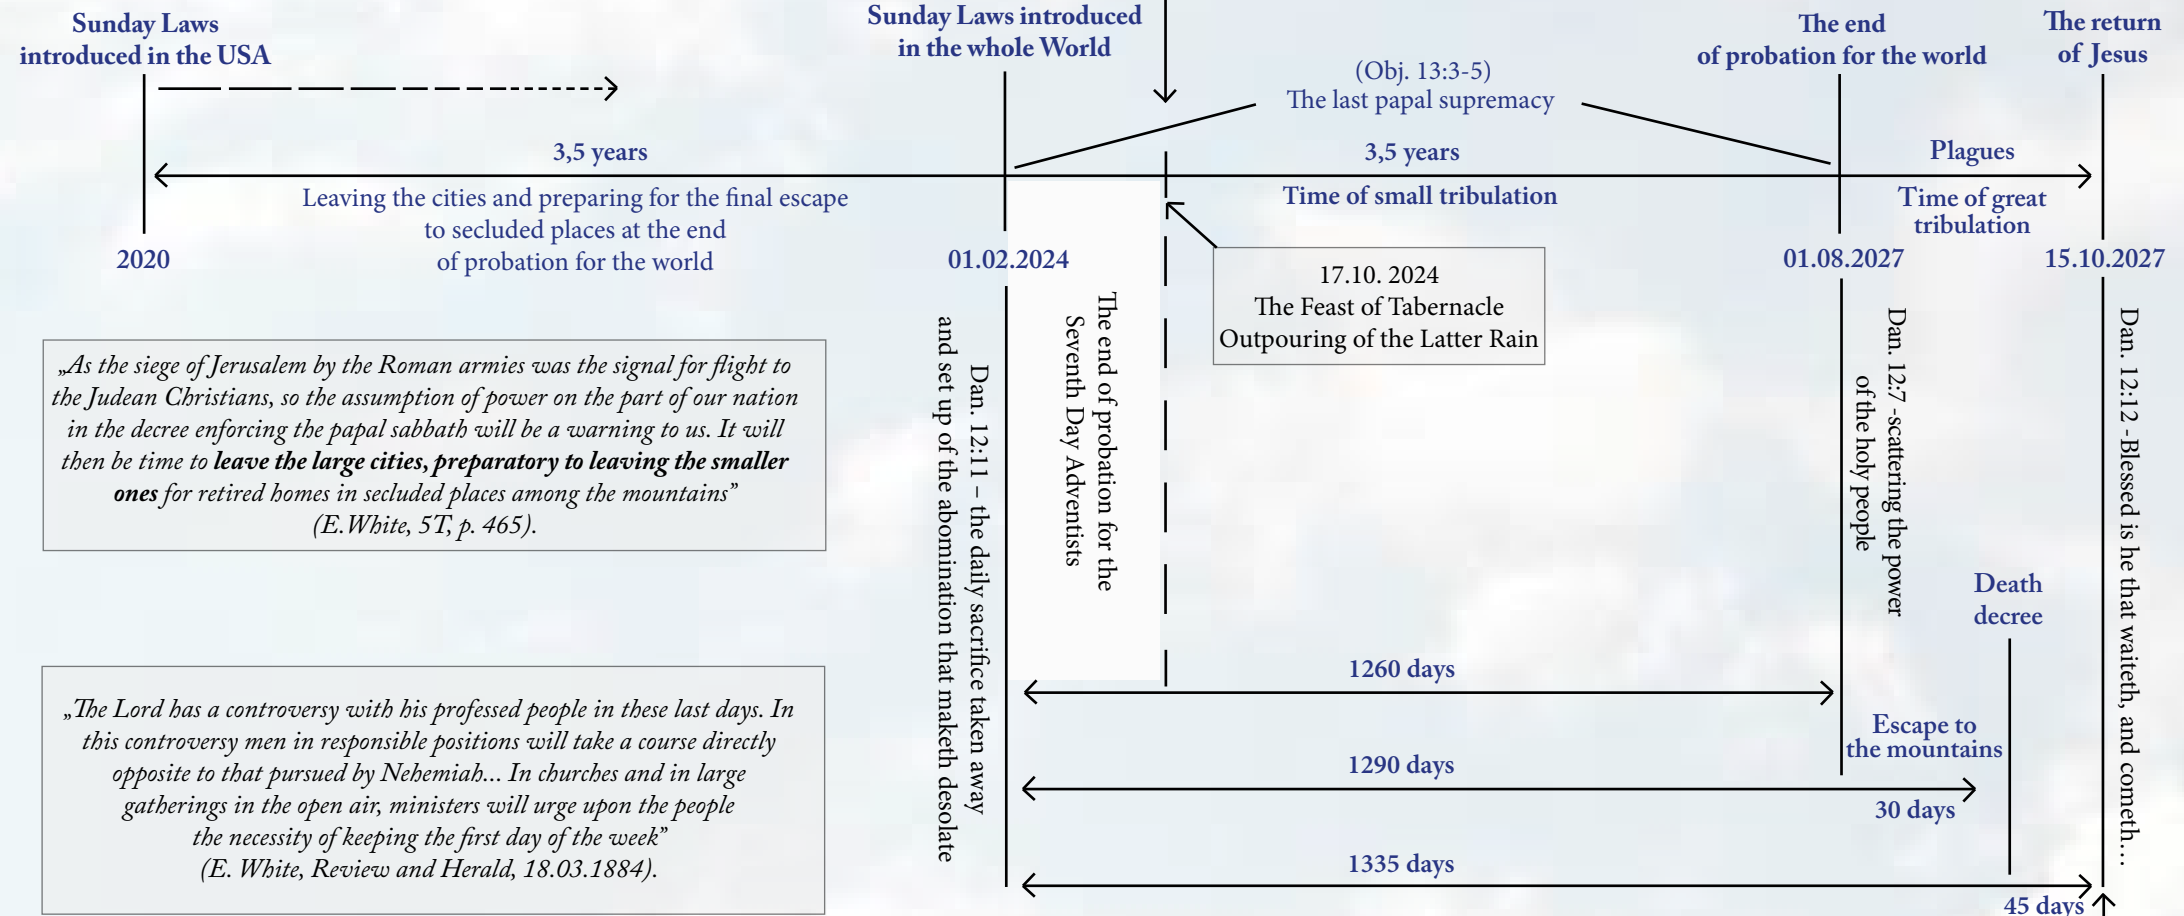 Sunday Laws
introduced in the USA
Sunday Laws introduced
in the whole World
The end
of probation for the world
The return
of Jesus
(Obj. 13:3-5)
The last papal supremacy
3,5 years
3,5 years
Plagues
Leaving the cities and preparing for the final escape
to secluded places at the end
of probation for the world
Time of small tribulation
Time of great
tribulation
2020
01.02.2024
01.08.2027
15.10.2027
17.10. 2024
The Feast of Tabernacle
Outpouring of the Latter Rain
„As the siege of Jerusalem by the Roman armies was the signal for flight to
the Judean Christians, so the assumption of power on the part of our nation
in the decree enforcing the papal sabbath will be a warning to us. It will
then be time to leave the large cities, preparatory to leaving the smaller
ones for retired homes in secluded places among the mountains”
(E.White, 5T, p. 465).
„The Lord has a controversy with his professed people in these last days. In
this controversy men in responsible positions will take a course directly
opposite to that pursued by Nehemiah... In churches and in large
gatherings in the open air, ministers will urge upon the people
the necessity of keeping the first day of the week”
(E. White, Review and Herald, 18.03.1884).
Dan. 12:11 – the daily sacrifice taken away
and set up of the abomination that maketh desolate
The end of probation for the
Seventh Day Adventists
Dan. 12:7 -scattering the power
of the holy people
Dan. 12:12 -Blessed is he that waiteth, and cometh…
Death
decree
1260 days
Escape to
the mountains
1290 days
30 days
1335 days
45 days